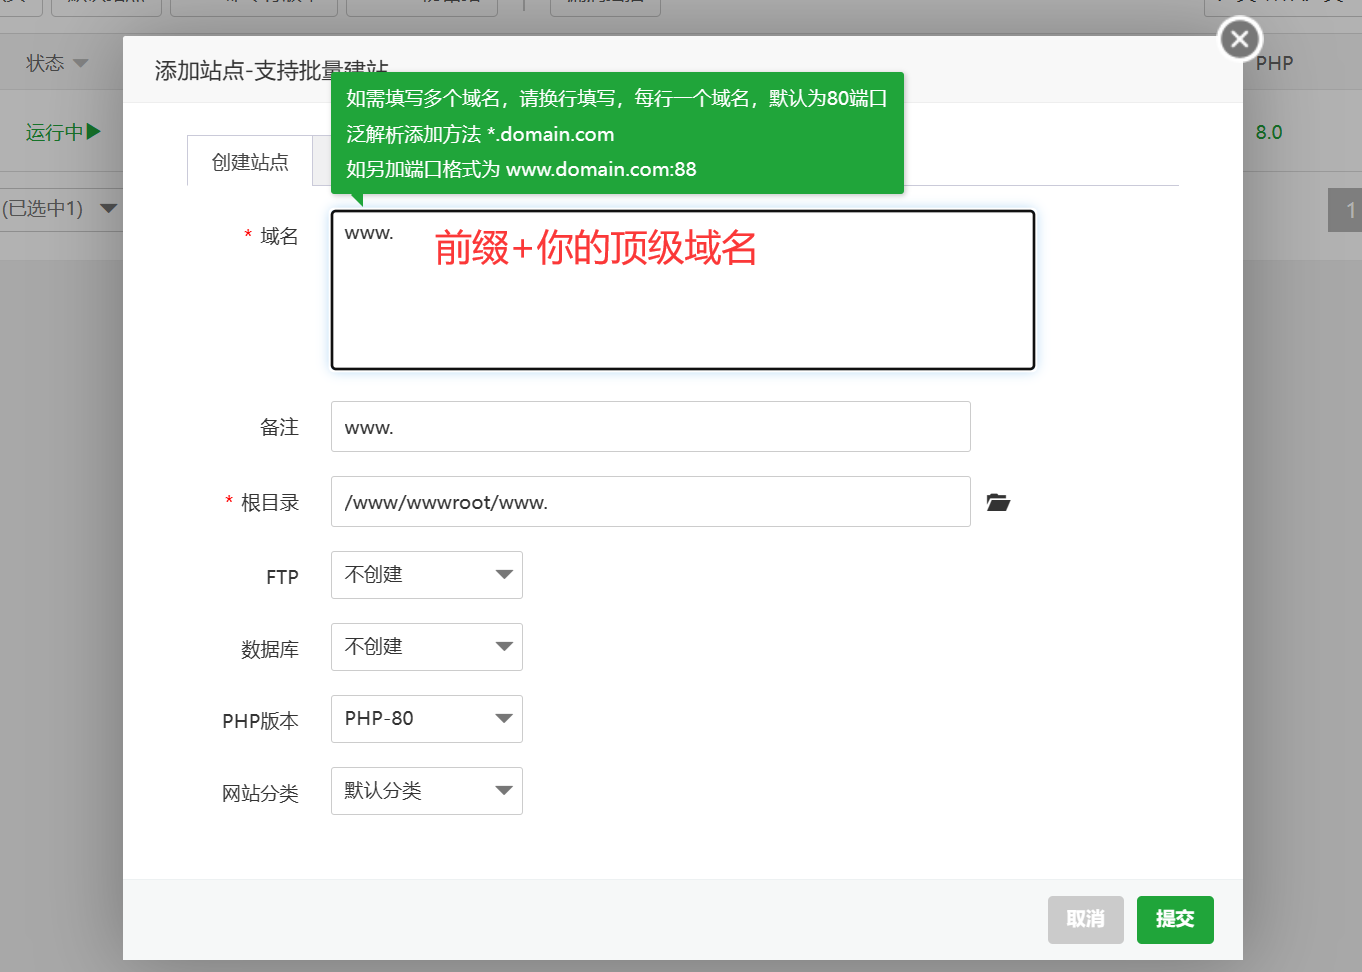 状态
PHP
运行中
8.0
(已选中1)
1
添加站点-支持批量建站
如需填写多个域名，请换行填写，每行一个域名，默认为80端口
泛解析添加方法 *.domain.com
如另加端口格式为 www.domain.com:88
创建站点
* 域名
www.
前缀+你的顶级域名
备注
www.
* 根目录
/www/wwwroot/www.
FTP
不创建
数据库
不创建
PHP版本
PHP-80
网站分类
默认分类
取消
提交